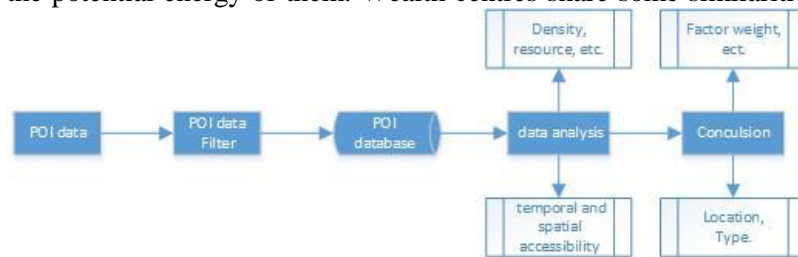 the potential energy of them. Wealth centres share some similarities
Density,
resource, etc.
Factor weight,
ect.
POI data
POI data
Filter
POI
database
data analysis
Conculsion
temporal and
spatial
accessibility
Location,
Type.